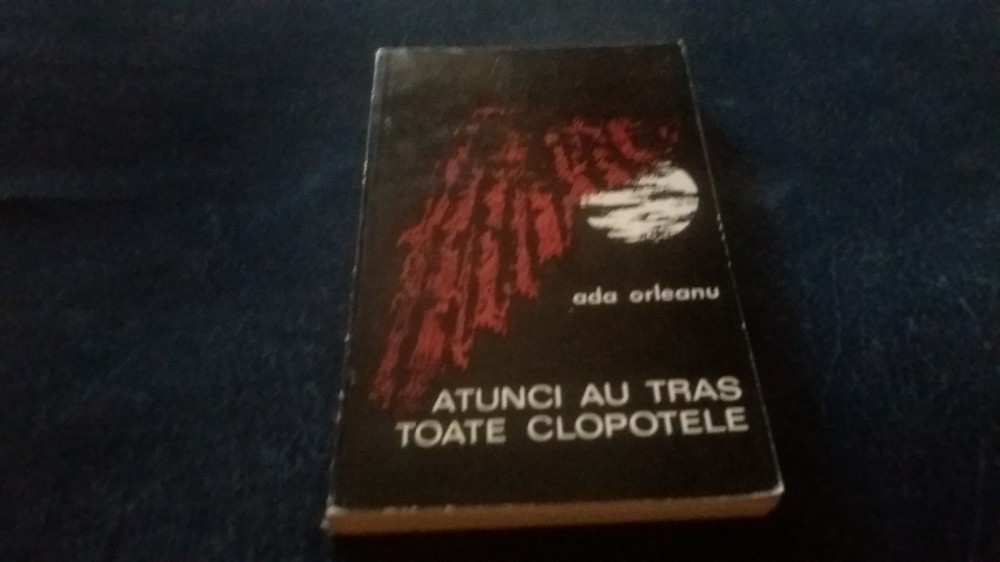 ada orleanu
ATUNCI AU TRAS
TOATE CLOPOTELE